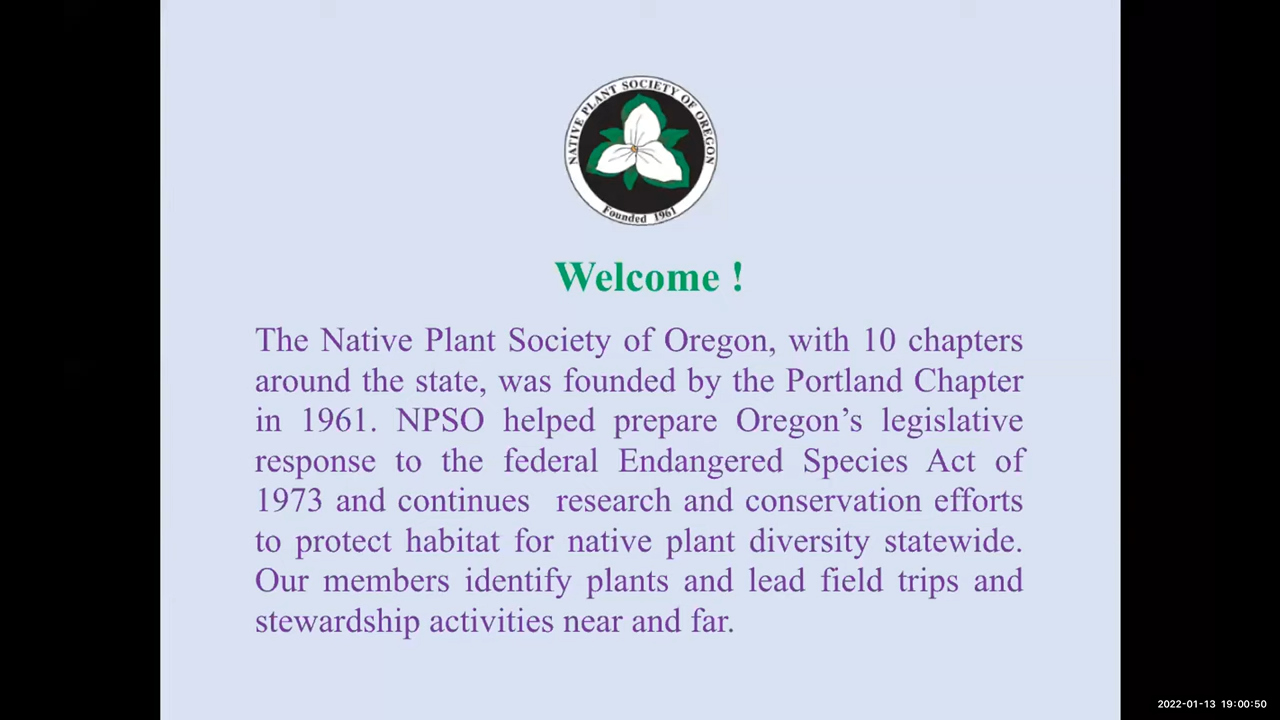 NATIVE PLANT SOCIETY OF OREGON
Founded 1961
Welcome !
The Native Plant Society of Oregon, with 10 chapters
around the state, was founded by the Portland Chapter
in 1961. NPSO helped prepare Oregon’s legislative
response to the federal Endangered Species Act of
1973 and continues  research and conservation efforts
to protect habitat for native plant diversity statewide.
Our members identify plants and lead field trips and
stewardship activities near and far.
2022-01-13 19:00:50